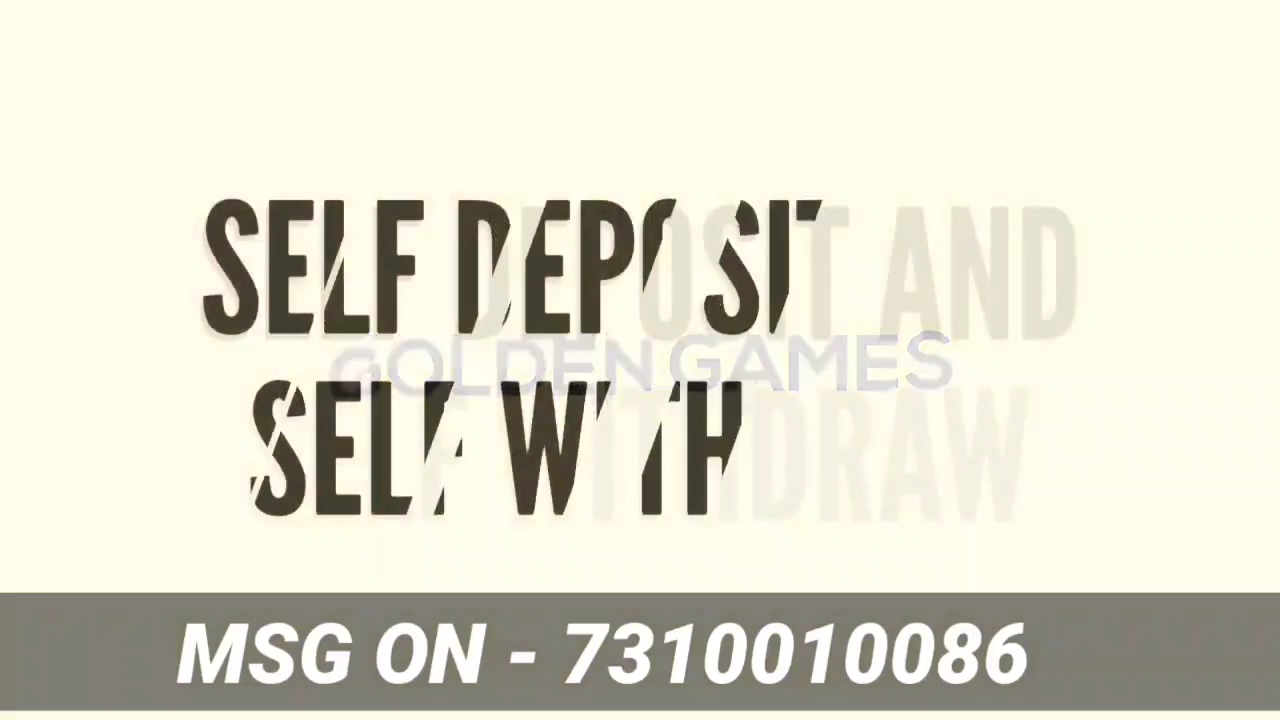 SELF DEPOSIT AND
GOLDEN GAMES
SELF WITHDRAW
MSG ON - 7310010086